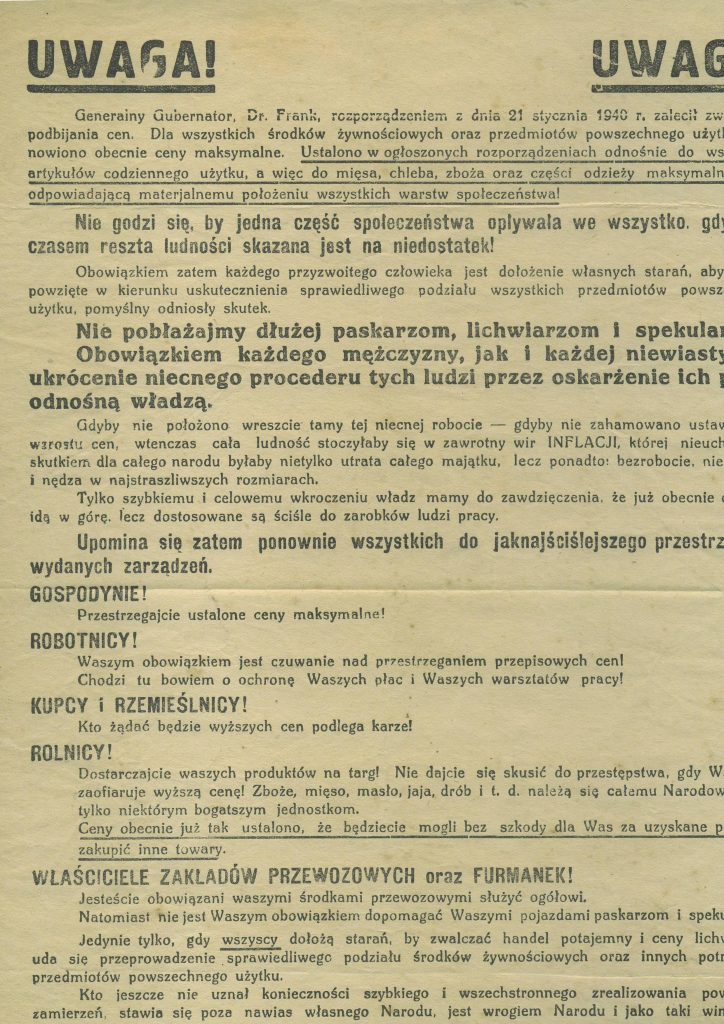 UWAGA! UWAG
Generalny Gubernator, Dr. Frank, rozporządzeniem z dnia 21 stycznia 1940 r. zalecił zw
podbijania cen. Dla wszystkich środków żywnościowych oraz przedmiotów powszechnego użytk
nowiono obecnie ceny maksymalne. Ustalono w ogłoszonych rozporządzeniach odnośnie do ws
artykułów codziennego użytku, a więc do mięsa, chleba, zboża oraz części odzieży maksymaln
odpowiadającą materjalnemu położeniu wszystkich warstw społeczeństwa!
Nie godzi się, by jedna część społeczeństwa opływała we wszystko, gdy
czasem reszta ludności skazana jest na niedostatek!
Obowiązkiem zatem każdego przyzwoitego człowieka jest dołożenie własnych starań, aby
powzięte w kierunku uskutecznienia sprawiedliwego podziału wszystkich przedmiotów powsz
użytku, pomyślny odniosły skutek.
Nie pobłażajmy dłużej paskarzom, lichwiarzom i spekulan
Obowiązkiem każdego mężczyzny, jak i każdej niewiasty
ukrócenie niecnego procederu tych ludzi przez oskarżenie ich p
odnośną władzą.
Gdyby nie położono wreszcie tamy tej niecnej robocie — gdyby nie zahamowano ustaw
wzrostu cen, wtenczas cała ludność stoczyłaby się w zawrotny wir INFLACJI, której nieuch
skutkiem dla całego narodu byłaby nietylko utrata całego majątku, lecz ponadto: bezrobocie, nie
i nędza w najstraszliwszych rozmiarach.
Tylko szybkiemu i celowemu wkroczeniu władz mamy do zawdzięczenia, że już obecnie c
idą w górę, lecz dostosowane są ściśle do zarobków ludzi pracy.
Upomina się zatem ponownie wszystkich do jaknajściślejszego przestrz
wydanych zarządzeń.
GOSPODYNIE!
Przestrzegajcie ustalone ceny maksymalne!
ROBOTNICY!
Waszym obowiązkiem jest czuwanie nad przestrzeganiem przepisowych cen!
Chodzi tu bowiem o ochronę Waszych płac i Waszych warsztatów pracy!
KUPCY i RZEMIEŚLNICY!
Kto żądać będzie wyższych cen podlega karze!
ROLNICY!
Dostarczajcie waszych produktów na targ! Nie dajcie się skusić do przestępstwa, gdy W
zaofiaruje wyższą cenę! Zboże, mięso, masło, jaja, drób i t. d. należą się całemu Narodow
tylko niektórym bogatszym jednostkom.
Ceny obecnie już tak ustalono, że będziecie mogli bez szkody dla Was za uzyskane p
zakupić inne towary.
WŁAŚCICIELE ZAKŁADÓW PRZEWOZOWYCH oraz FURMANEK!
Jesteście obowiązani waszymi środkami przewozowymi służyć ogółowi.
Natomiast nie jest Waszym obowiązkiem dopomagać Waszymi pojazdami paskarzom i speku
Jedynie tylko, gdy wszyscy dołożą starań, by zwalczać handel potajemny i ceny lichw
uda się przeprowadzenie sprawiedliwego podziału środków żywnościowych oraz innych potr
przedmiotów powszechnego użytku.
Kto jeszcze nie uznał konieczności szybkiego i wszechstronnego zrealizowania pow
zamierzeń, stawia się poza nawias własnego Narodu, jest wrogiem Narodu i jako taki win